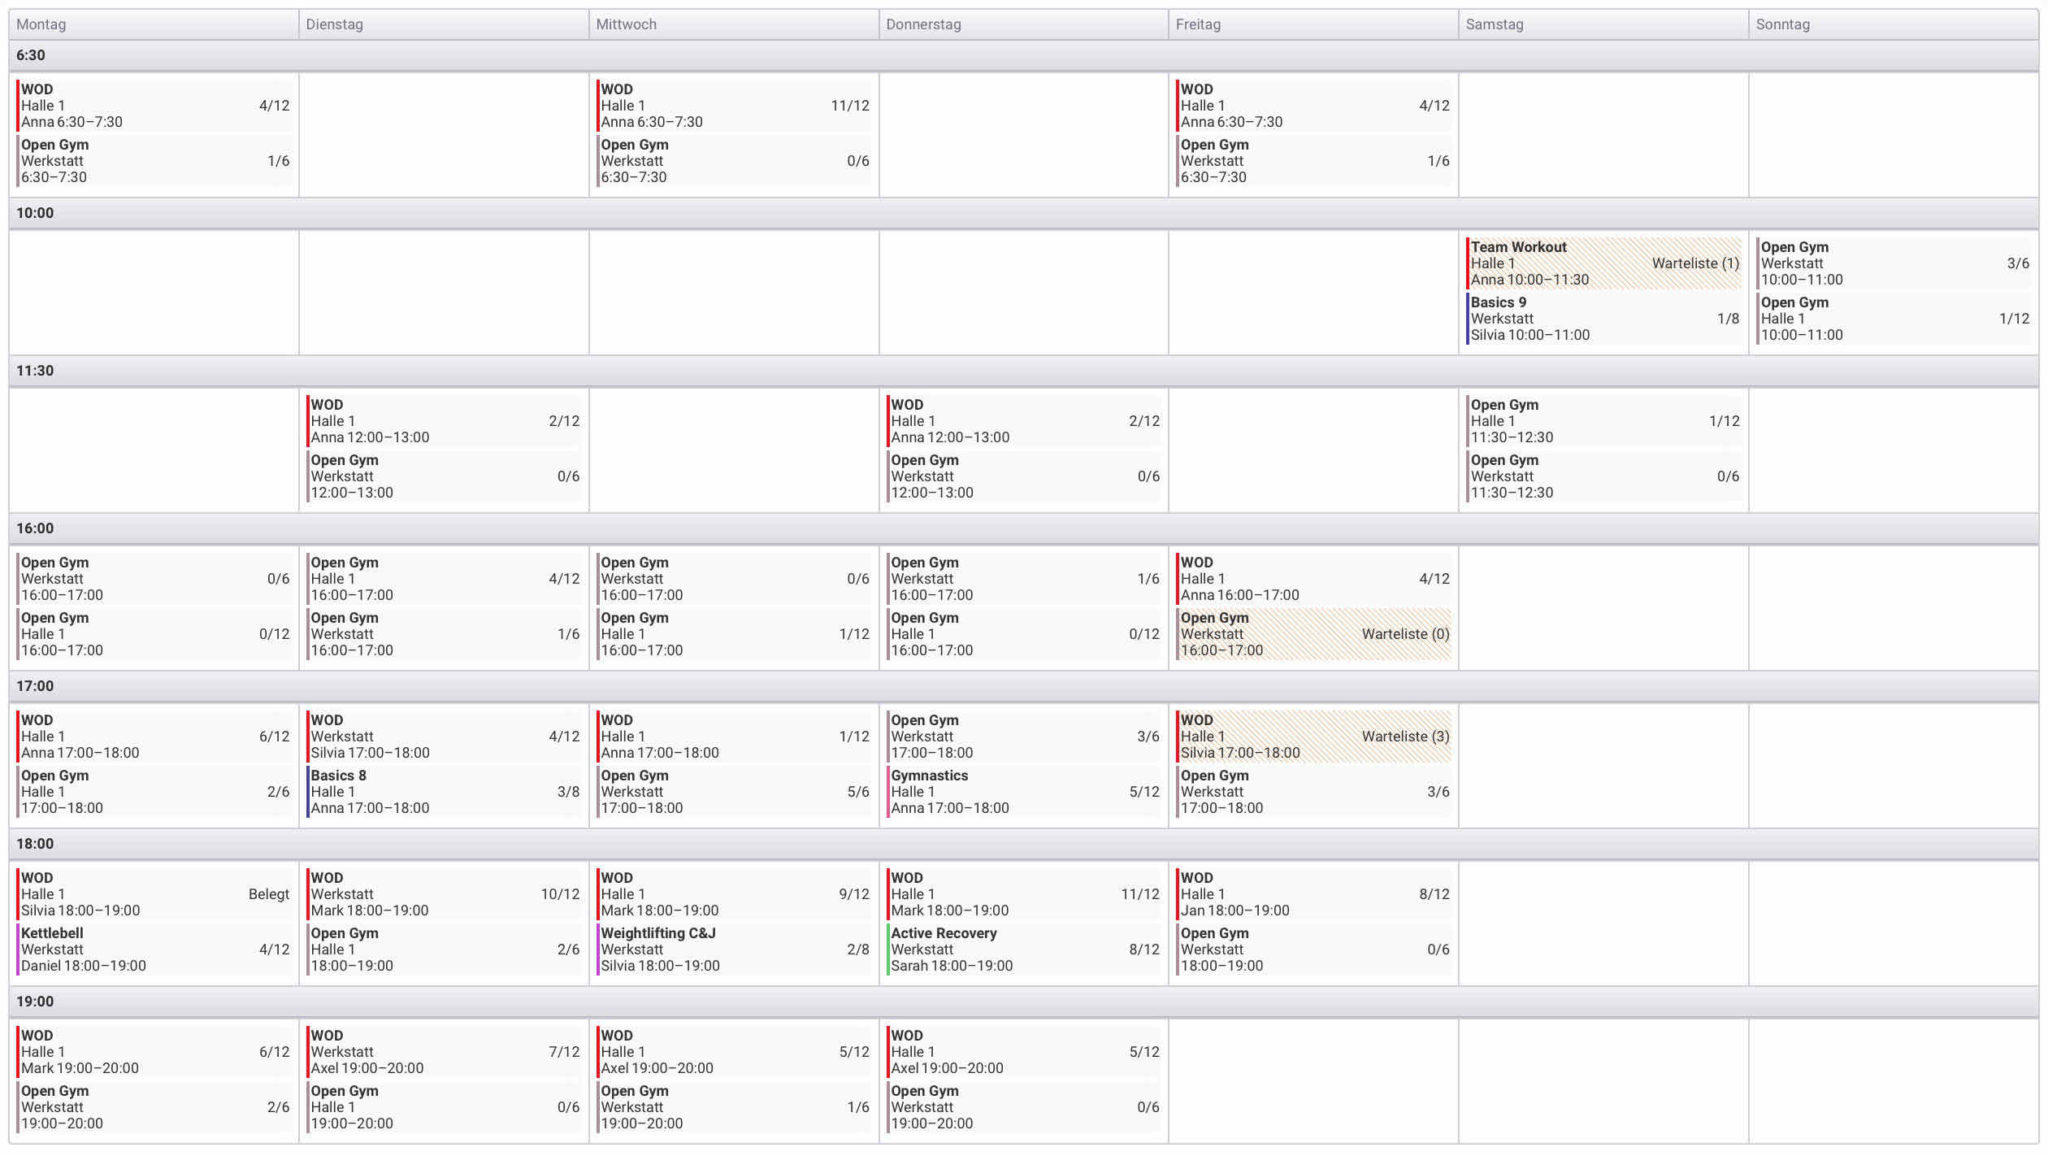 Montag Dienstag Mittwoch Donnerstag Freitag Samstag Sonntag
6:30
WOD
Halle 1 4/12
Anna 6:30–7:30
Open Gym
Werkstatt 1/6
6:30–7:30
WOD
Halle 1 11/12
Anna 6:30–7:30
Open Gym
Werkstatt 0/6
6:30–7:30
WOD
Halle 1 4/12
Anna 6:30–7:30
Open Gym
Werkstatt 1/6
6:30–7:30
10:00
Team Workout
Halle 1 Warteliste (1)
Anna 10:00–11:30
Basics 9
Werkstatt 1/8
Silvia 10:00–11:00
Open Gym
Werkstatt 3/6
10:00–11:00
Open Gym
Halle 1 1/12
10:00–11:00
11:30
WOD
Halle 1 2/12
Anna 12:00–13:00
Open Gym
Werkstatt 0/6
12:00–13:00
WOD
Halle 1 2/12
Anna 12:00–13:00
Open Gym
Werkstatt 0/6
12:00–13:00
Open Gym
Halle 1 1/12
11:30–12:30
Open Gym
Werkstatt 0/6
11:30–12:30
16:00
Open Gym
Werkstatt 0/6
16:00–17:00
Open Gym
Halle 1 0/12
16:00–17:00
Open Gym
Halle 1 4/12
16:00–17:00
Open Gym
Werkstatt 1/6
16:00–17:00
Open Gym
Werkstatt 0/6
16:00–17:00
Open Gym
Halle 1 1/12
16:00–17:00
Open Gym
Werkstatt 1/6
16:00–17:00
Open Gym
Halle 1 0/12
16:00–17:00
WOD
Halle 1 4/12
Anna 16:00–17:00
Open Gym
Werkstatt Warteliste (0)
16:00–17:00
17:00
WOD
Halle 1 6/12
Anna 17:00–18:00
Open Gym
Halle 1 2/6
17:00–18:00
WOD
Werkstatt 4/12
Silvia 17:00–18:00
Basics 8
Halle 1 3/8
Anna 17:00–18:00
WOD
Halle 1 1/12
Anna 17:00–18:00
Open Gym
Werkstatt 5/6
17:00–18:00
Open Gym
Werkstatt 3/6
17:00–18:00
Gymnastics
Halle 1 5/12
Anna 17:00–18:00
WOD
Halle 1 Warteliste (3)
Silvia 17:00–18:00
Open Gym
Werkstatt 3/6
17:00–18:00
18:00
WOD
Halle 1 Belegt
Silvia 18:00–19:00
Kettlebell
Werkstatt 4/12
Daniel 18:00–19:00
WOD
Werkstatt 10/12
Mark 18:00–19:00
Open Gym
Halle 1 2/6
18:00–19:00
WOD
Halle 1 9/12
Mark 18:00–19:00
Weightlifting C&J
Werkstatt 2/8
Silvia 18:00–19:00
WOD
Halle 1 11/12
Mark 18:00–19:00
Active Recovery
Werkstatt 8/12
Sarah 18:00–19:00
WOD
Halle 1 8/12
Jan 18:00–19:00
Open Gym
Werkstatt 0/6
18:00–19:00
19:00
WOD
Halle 1 6/12
Mark 19:00–20:00
Open Gym
Werkstatt 2/6
19:00–20:00
WOD
Werkstatt 7/12
Axel 19:00–20:00
Open Gym
Halle 1 0/6
19:00–20:00
WOD
Halle 1 5/12
Axel 19:00–20:00
Open Gym
Werkstatt 1/6
19:00–20:00
WOD
Halle 1 5/12
Axel 19:00–20:00
Open Gym
Werkstatt 0/6
19:00–20:00